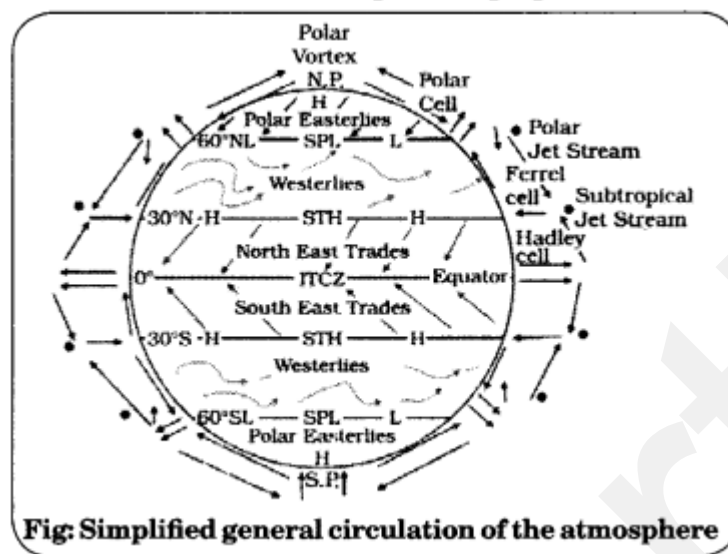 Polar
Vortex
N.P.
H
Polar
Cell
Polar Easterlies
60°NL SPL L
Polar
Jet Stream
Westerlies
Ferrel
cell
Subtropical
Jet Stream
30°N H STH H
North East Trades
Hadley
cell
0° ITCZ Equator
South East Trades
30°S H STH H
Westerlies
60°SL SPL L
Polar Easterlies
H
S.P.
Fig: Simplified general circulation of the atmosphere